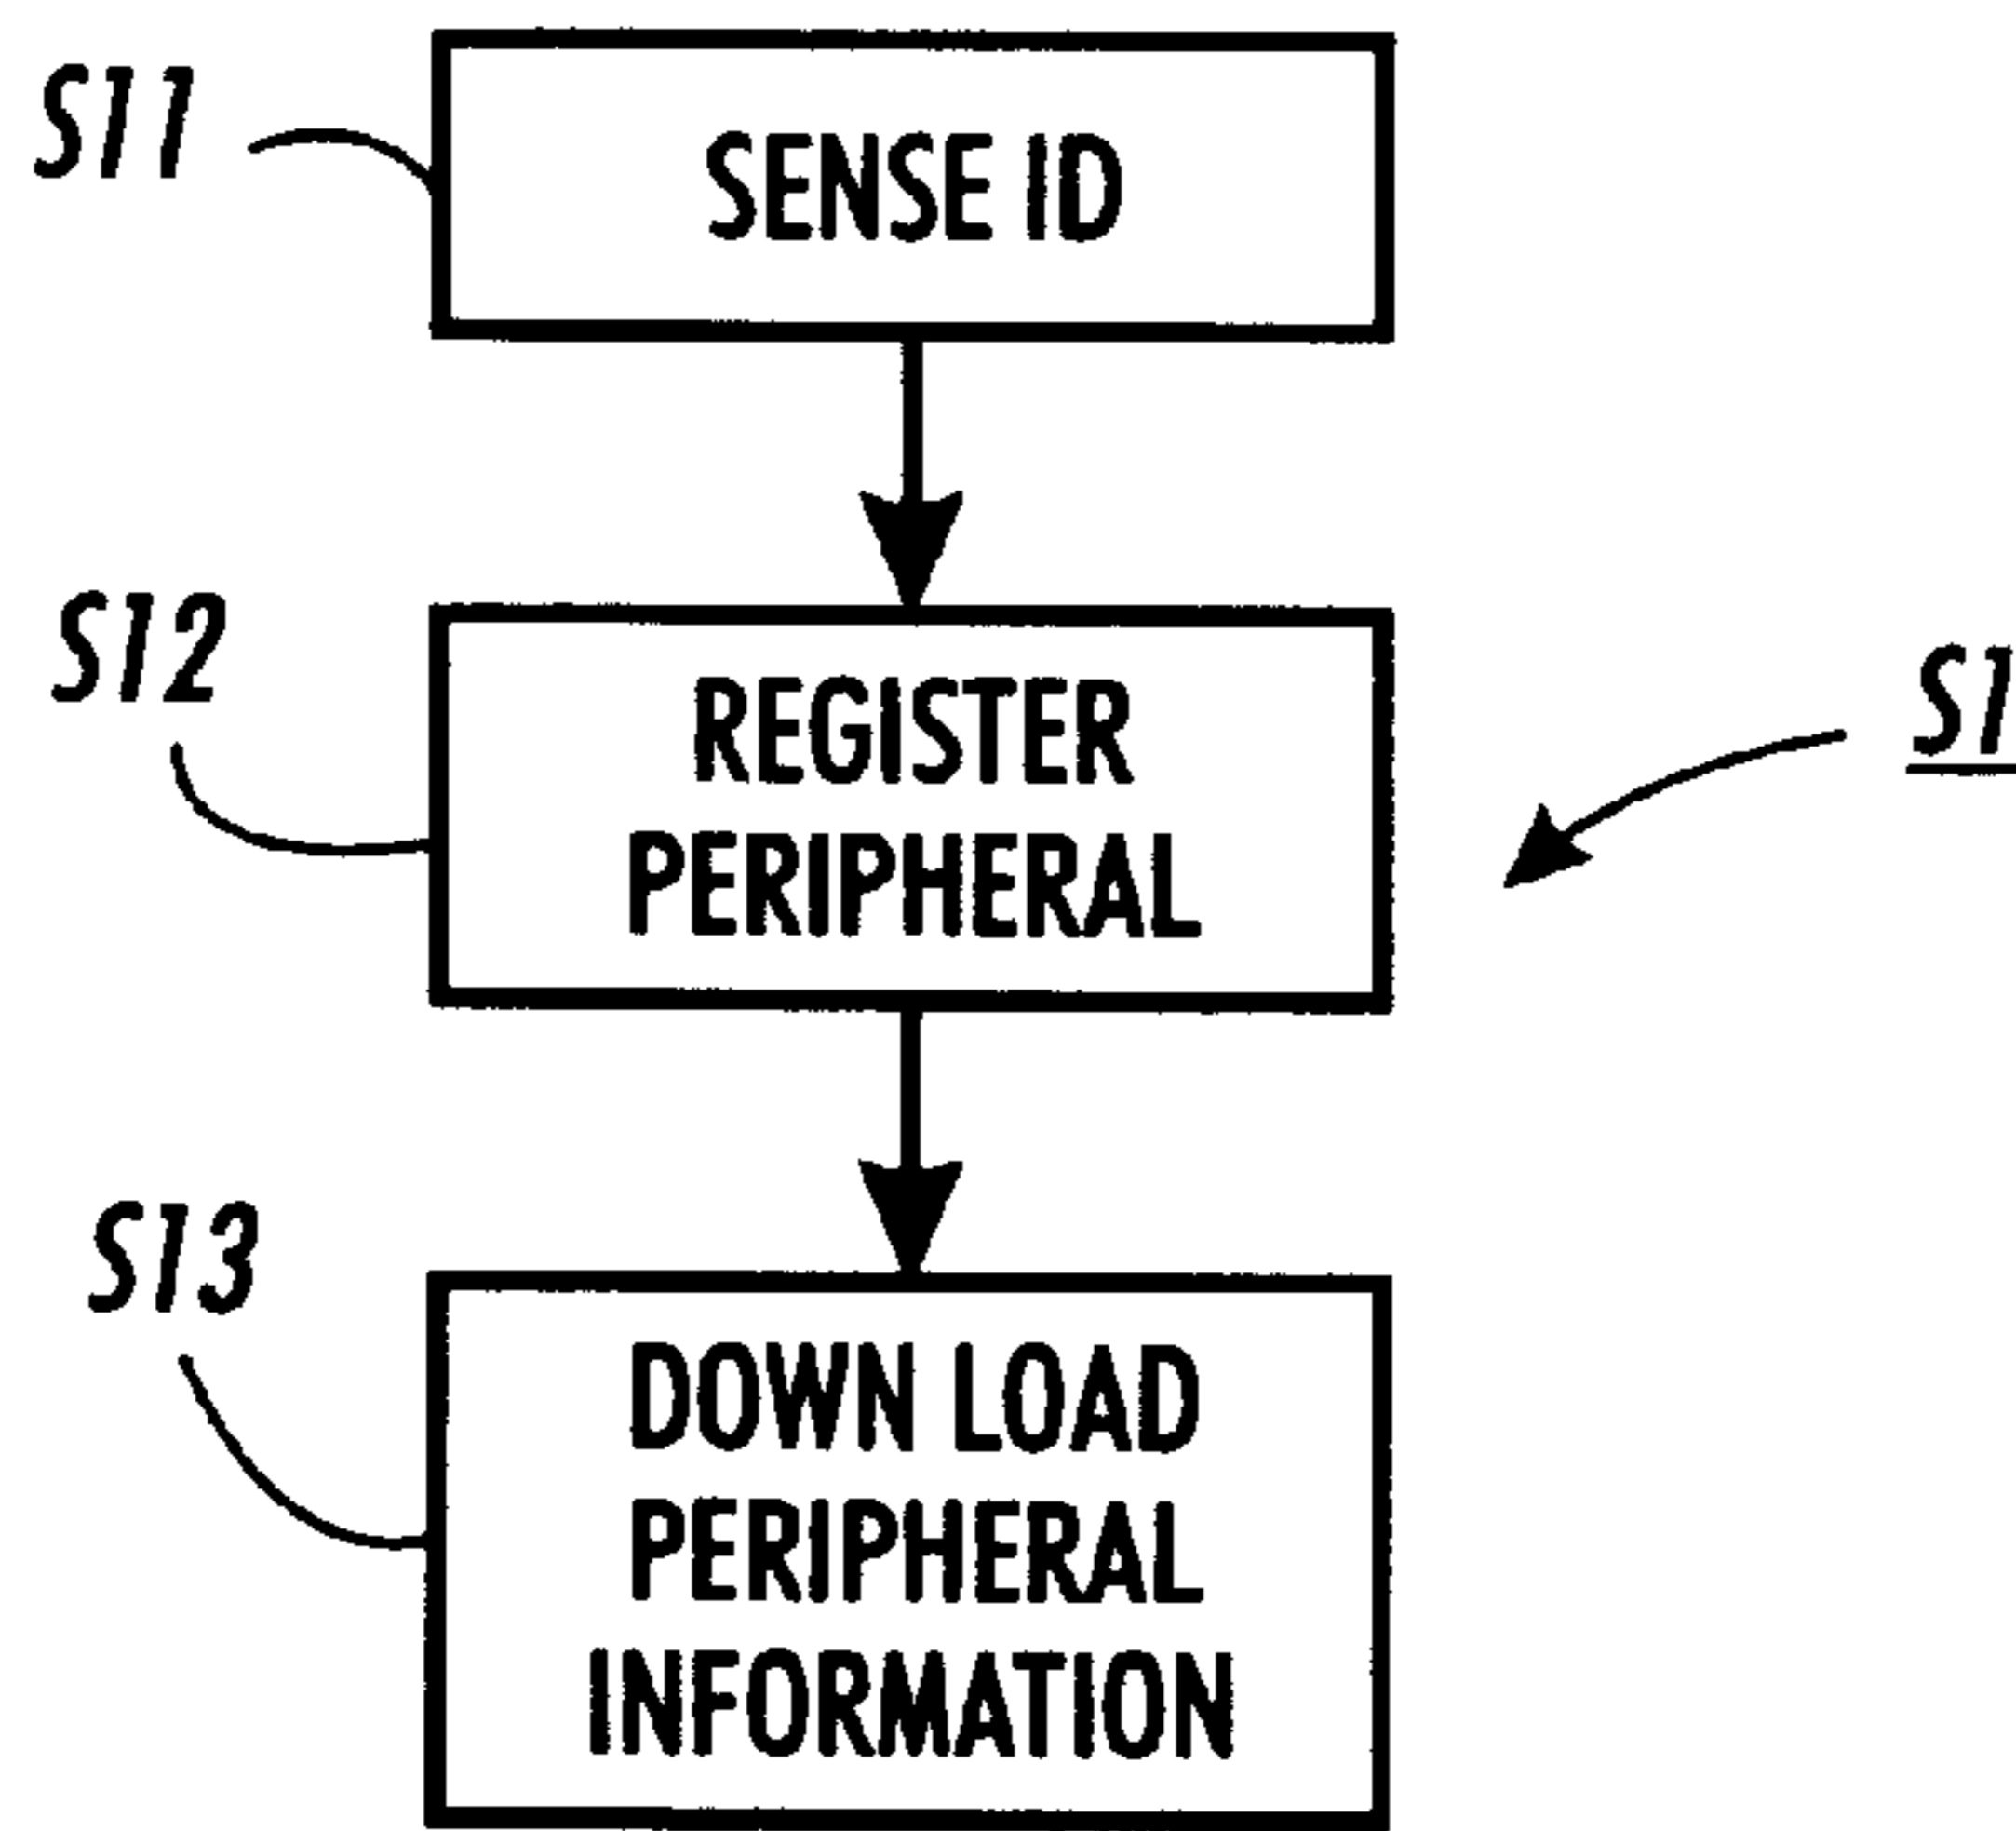 S11
SENSE ID
S12
REGISTER
PERIPHERAL
S1
DOWN LOAD
S13
PERIPHERAL
INFORMATION